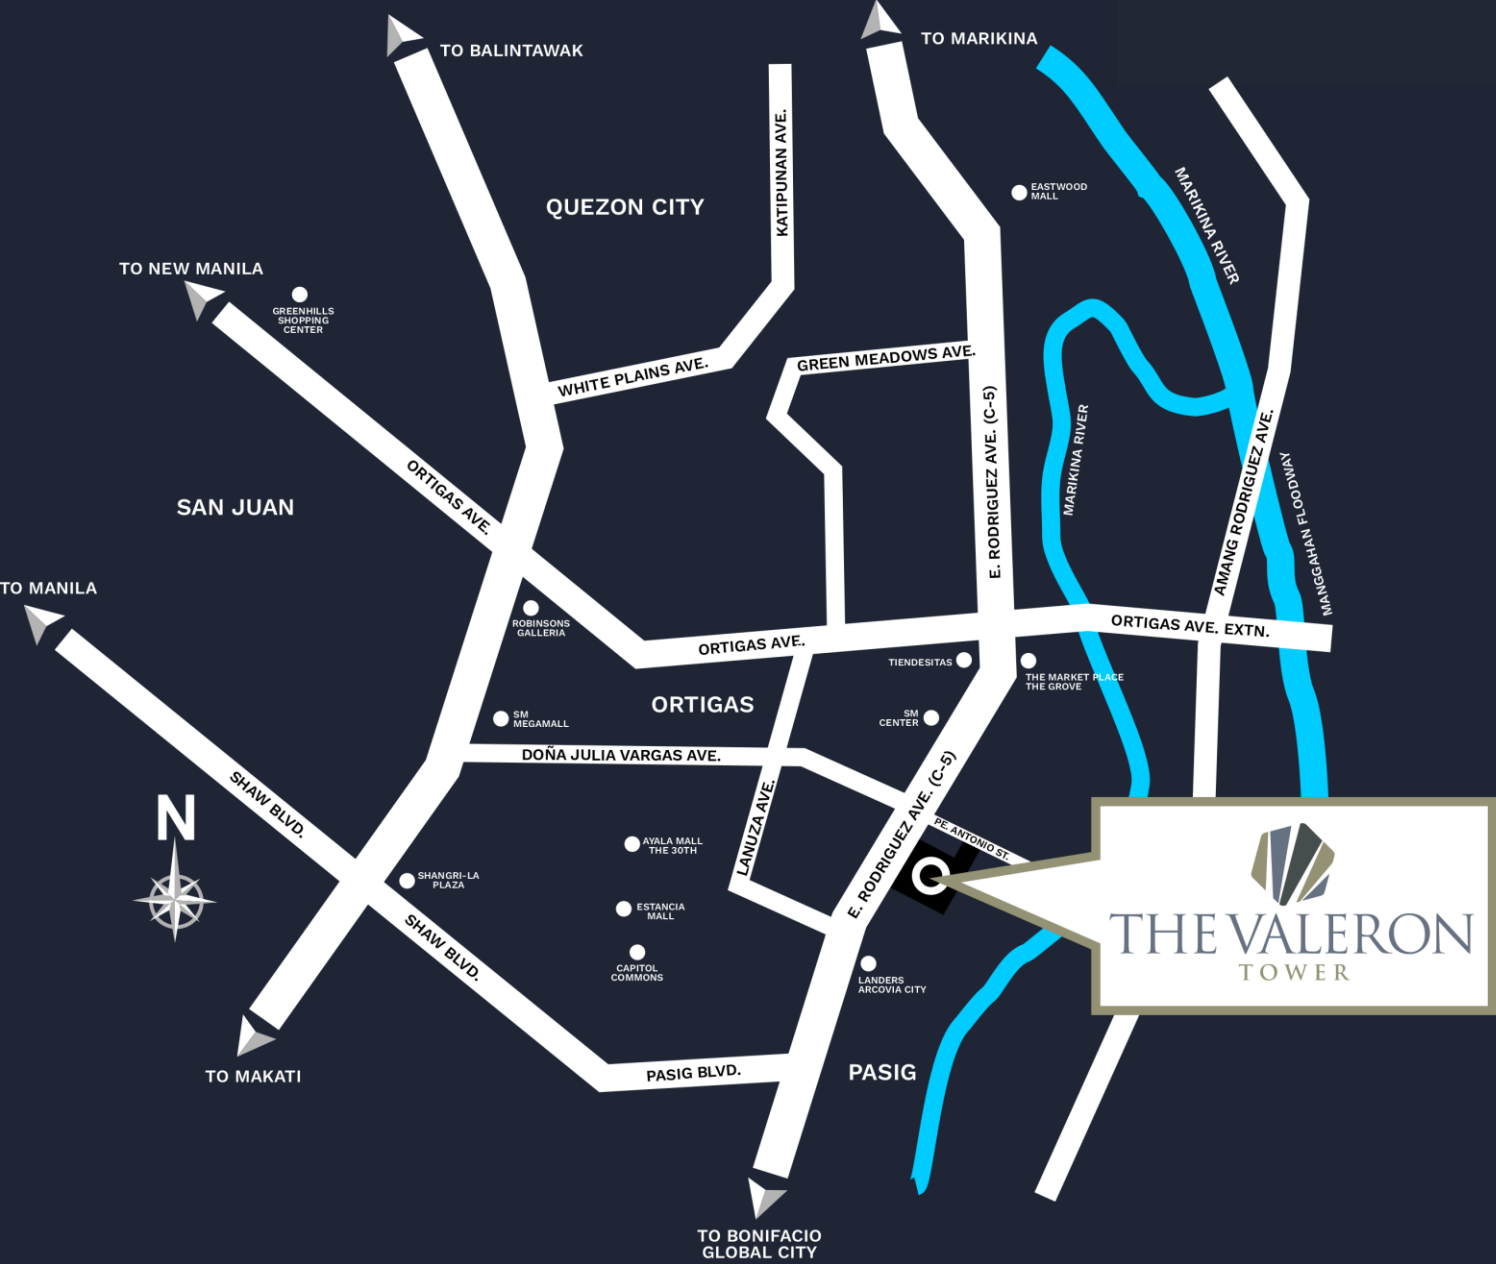 TO BALINTAWAK
TO MARIKINA
KATIPUNAN AVE.
EASTWOOD
MALL
MARIKINA RIVER
QUEZON CITY
TO NEW MANILA
GREENHILLS
SHOPPING
CENTER
WHITE PLAINS AVE.
GREEN MEADOWS AVE.
E. RODRIGUEZ AVE. (C-5)
MARIKINA RIVER
AMANG RODRIGUEZ AVE.
MANGGAHAN FLOODWAY
ORTIGAS AVE.
SAN JUAN
TO MANILA
ROBINSONS
GALLERIA
ORTIGAS AVE.
ORTIGAS AVE. EXTN.
TIENDESITAS
THE MARKET PLACE
THE GROVE
ORTIGAS
SM
MEGAMALL
SM
CENTER
DOÑA JULIA VARGAS AVE.
SHAW BLVD.
N
LANUZA AVE.
E. RODRIGUEZ AVE. (C-5)
PE. ANTONIO ST.
AYALA MALL
THE 30TH
SHANGRI-LA
PLAZA
ESTANCIA
MALL
SHAW BLVD.
CAPITOL
COMMONS
LANDERS
ARCOVIA CITY
THE VALERON
TOWER
PASIG BLVD.
PASIG
TO MAKATI
TO BONIFACIO
GLOBAL CITY